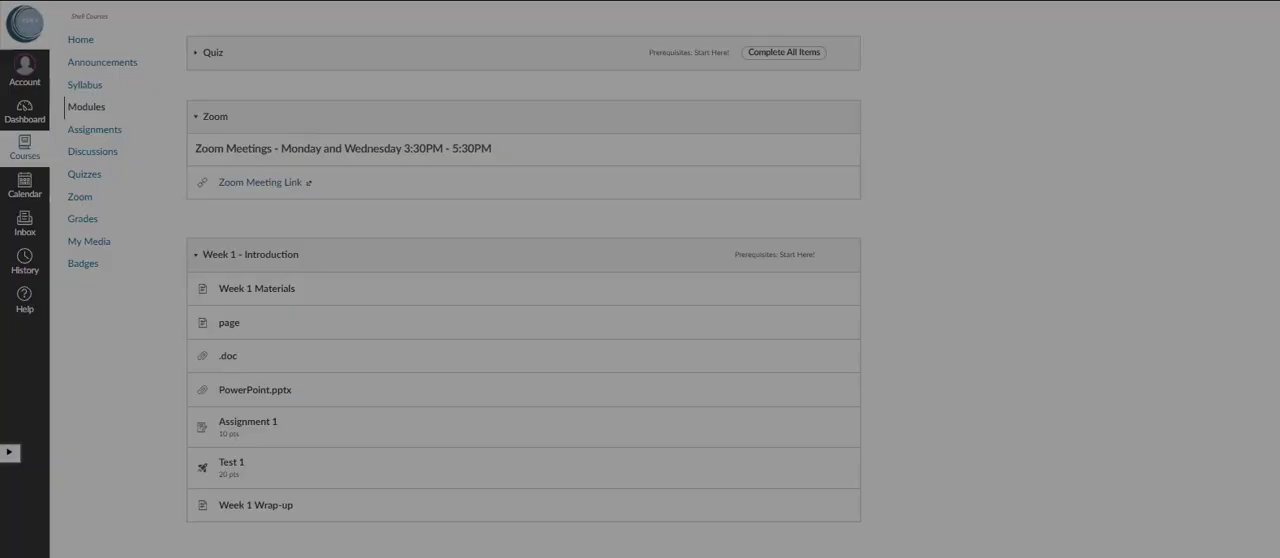 Shell Courses
Home
Announcements
Syllabus
Modules
Assignments
Discussions
Quizzes
Zoom
Grades
My Media
Badges
Account
Dashboard
Courses
Calendar
Inbox
History
Help
Quiz
Prerequisites: Start Here!
Complete All Items
Zoom
Zoom Meetings - Monday and Wednesday 3:30PM - 5:30PM
Zoom Meeting Link
Week 1 - Introduction
Prerequisites: Start Here!
Week 1 Materials
page
.doc
PowerPoint.pptx
Assignment 1
10 pts
Test 1
20 pts
Week 1 Wrap-up